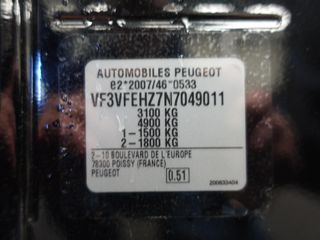 AUTOMOBILES PEUGEOT
e2*2007/46*0533
VF3VFEHZ7N7049011
3100 KG
4900 KG
1-1500 KG
2-1800 KG
2-10 BOULEVARD DE L'EUROPE
78300 POISSY (FRANCE)
PEUGEOT
0.51
200633404